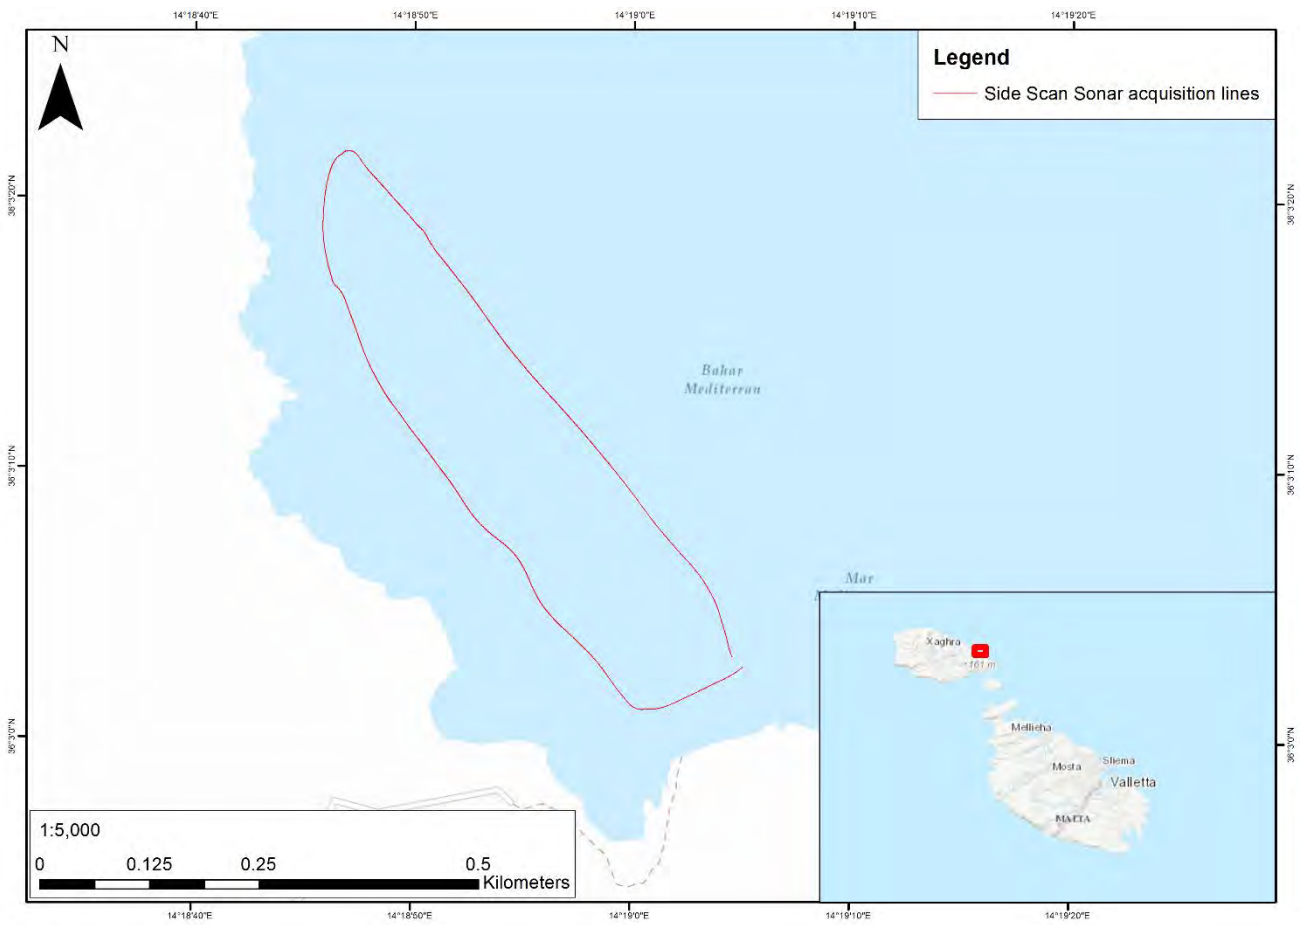 14°18'40"E
14°18'50"E
14°19'0"E
14°19'10"E
14°19'20"E
N
Legend
Side Scan Sonar acquisition lines
36°3'20"N
36°3'20"N
Bahar
Mediterran
36°3'10"N
36°3'10"N
Mar
Xaghra
161 m
Mellieha
Mosta
Sliema
Valletta
MALTA
36°3'0"N
36°3'0"N
1:5,000
0 0.125 0.25 0.5
Kilometers
14°18'40"E
14°18'50"E
14°19'0"E
14°19'10"E
14°19'20"E